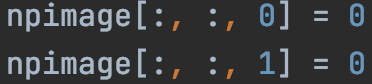 npimage[:, :, 0] = 0
npimage[:, :, 1] = 0